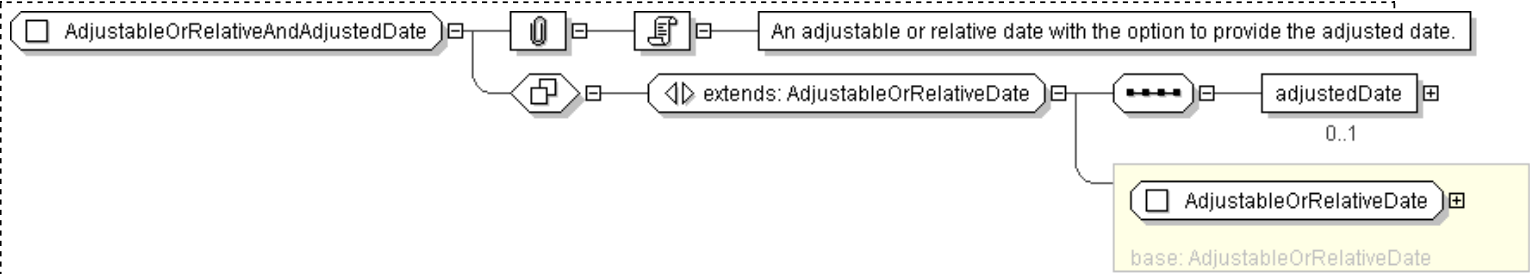 AdjustableOrRelativeAndAdjustedDate
An adjustable or relative date with the option to provide the adjusted date.
extends: AdjustableOrRelativeDate
adjustedDate
0..1
AdjustableOrRelativeDate
base: AdjustableOrRelativeDate